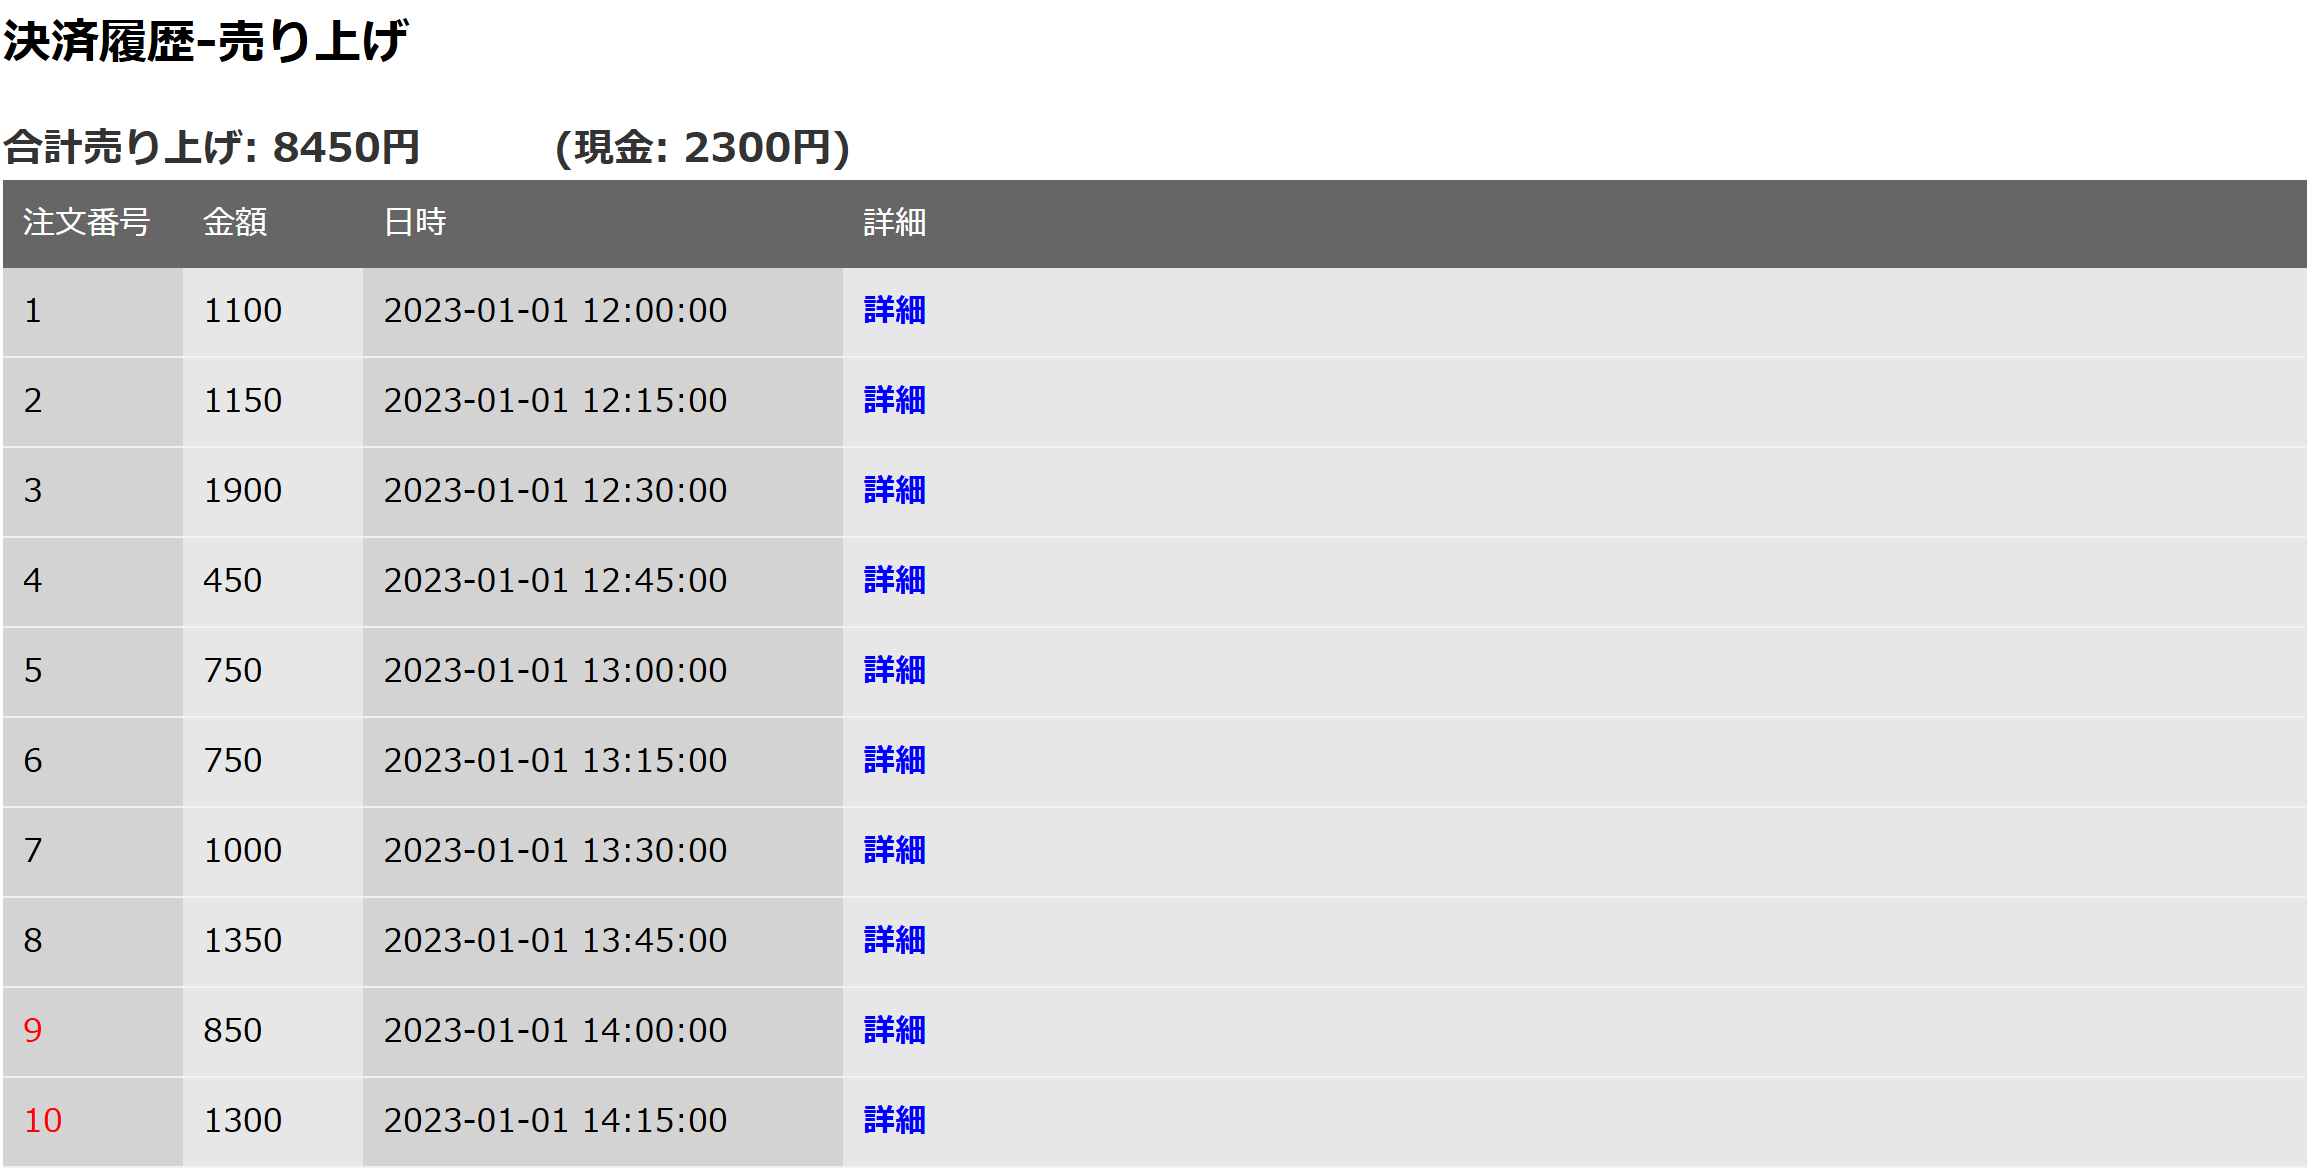 決済履歴-売り上げ
合計売り上げ: 8450円 (現金: 2300円)
注文番号 金額 日時 詳細
1 1100 2023-01-01 12:00:00 詳細
2 1150 2023-01-01 12:15:00 詳細
3 1900 2023-01-01 12:30:00 詳細
4 450 2023-01-01 12:45:00 詳細
5 750 2023-01-01 13:00:00 詳細
6 750 2023-01-01 13:15:00 詳細
7 1000 2023-01-01 13:30:00 詳細
8 1350 2023-01-01 13:45:00 詳細
9 850 2023-01-01 14:00:00 詳細
10 1300 2023-01-01 14:15:00 詳細